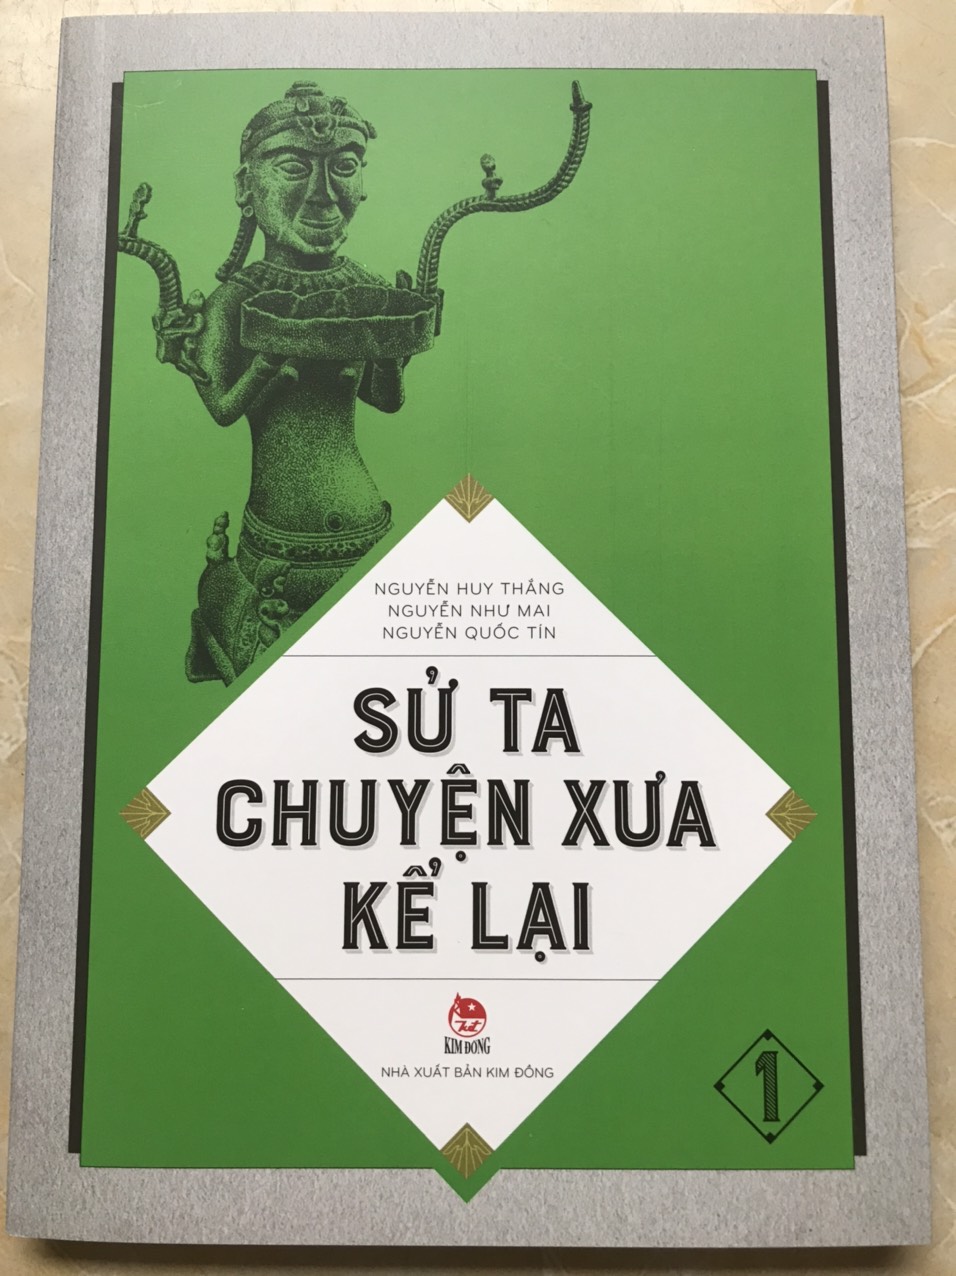 NGUYỄN HUY THẮNG
NGUYỄN NHƯ MAI
NGUYỄN QUỐC TÍN
SỬ TA
CHUYỆN XƯA
KỂ LẠI
KIM ĐỒNG
NHÀ XUẤT BẢN KIM ĐỒNG
1